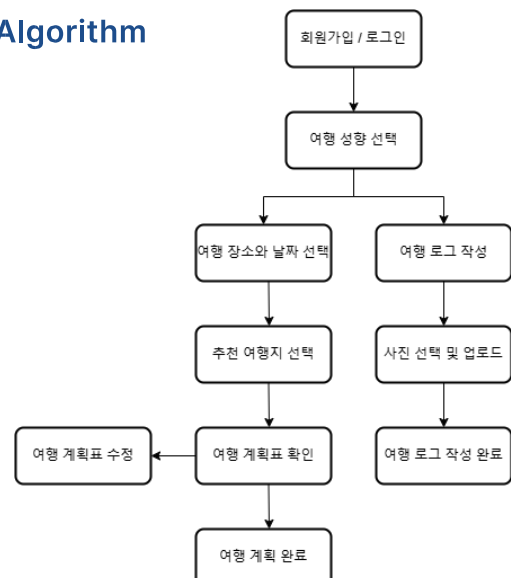 Algorithm
회원가입 / 로그인
여행 성향 선택
여행 장소와 날짜 선택
여행 로그 작성
추천 여행지 선택
사진 선택 및 업로드
여행 계획표 수정
여행 계획표 확인
여행 로그 작성 완료
여행 계획 완료